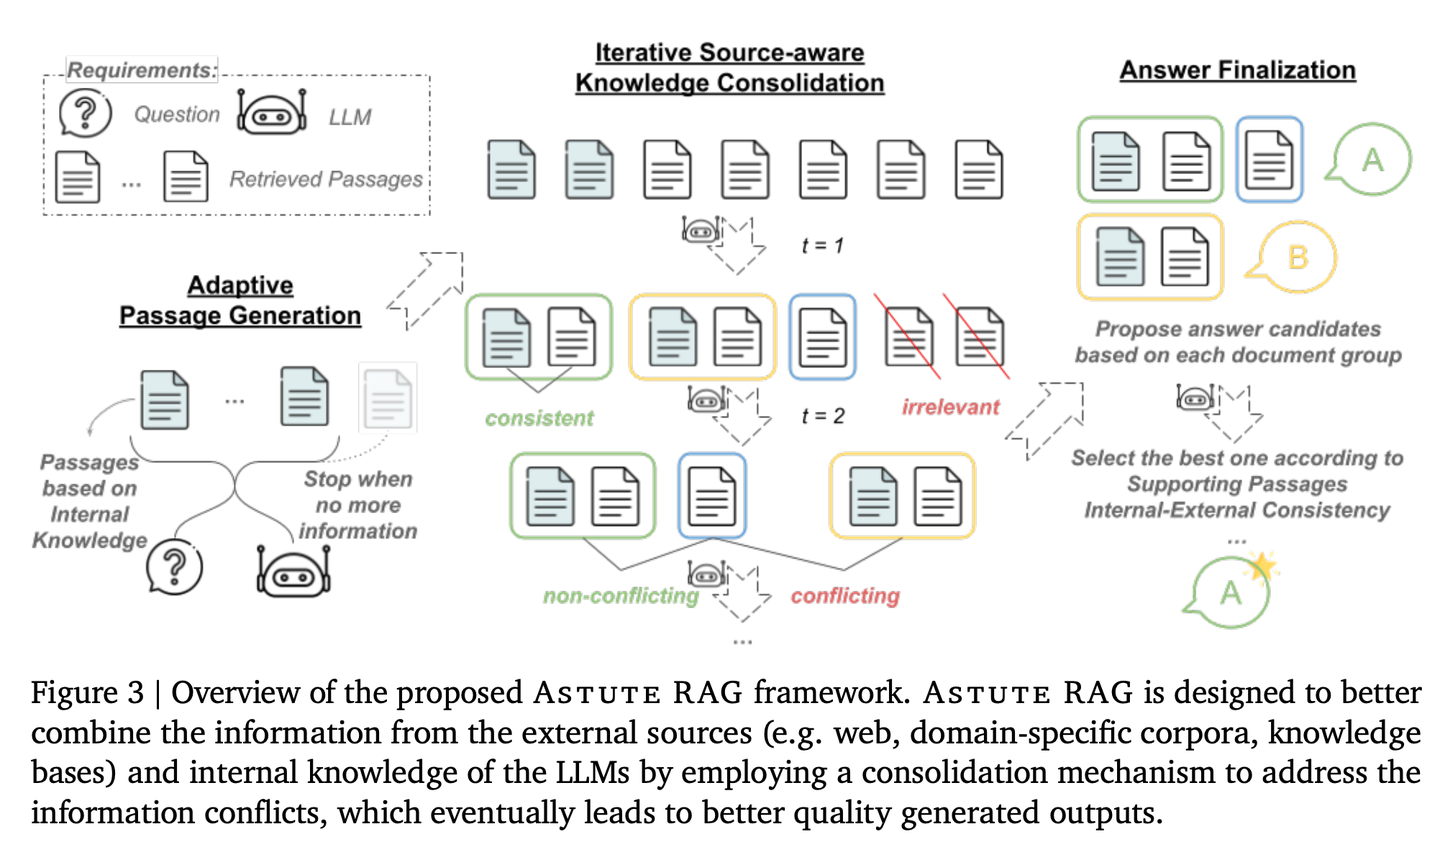 Requirements:
Question
LLM
...
Retrieved Passages
Adaptive
Passage Generation
...
Passages
based on
Internal
Knowledge
Stop when
no more
information
?
Iterative Source-aware
Knowledge Consolidation
t = 1
consistent
irrelevant
t = 2
non-conflicting
conflicting
...
Answer Finalization
A
B
Propose answer candidates
based on each document group
Select the best one according to
Supporting Passages
Internal-External Consistency
...
A
Figure 3 | Overview of the proposed ASTUTE RAG framework. ASTUTE RAG is designed to better
combine the information from the external sources (e.g. web, domain-specific corpora, knowledge
bases) and internal knowledge of the LLMs by employing a consolidation mechanism to address the
information conflicts, which eventually leads to better quality generated outputs.